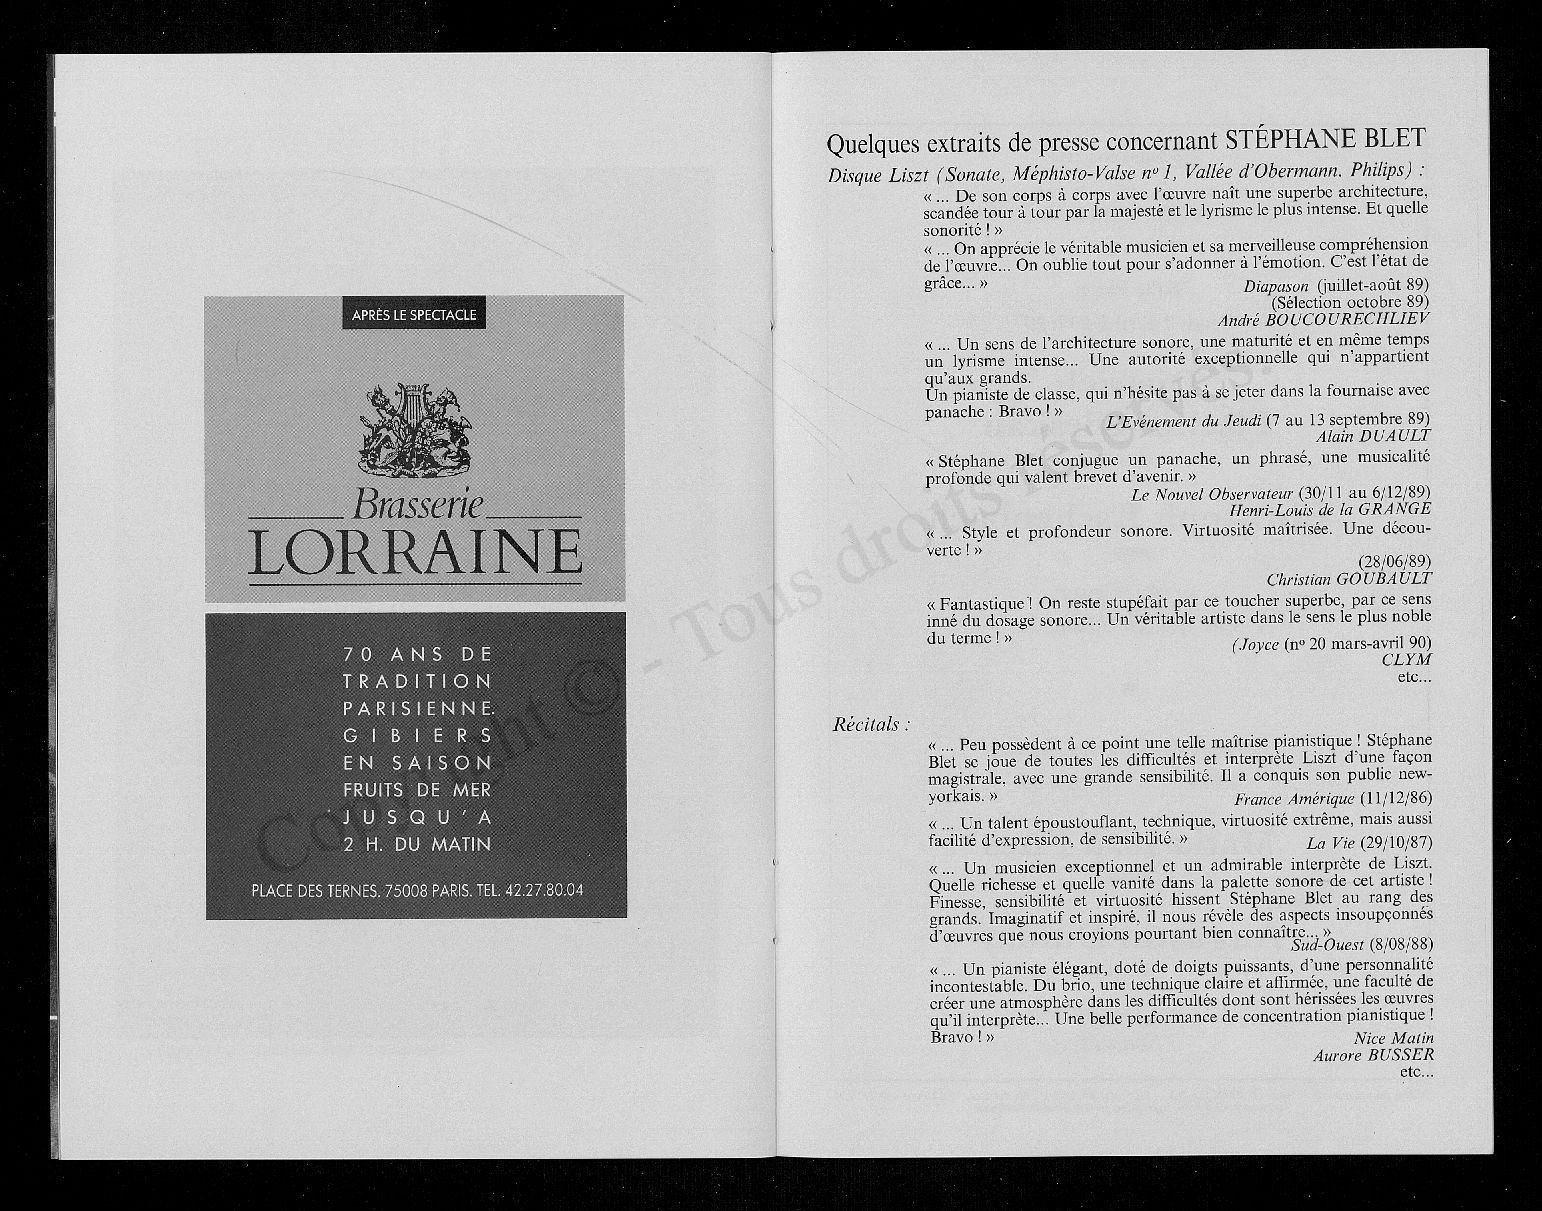 APRÈS LE SPECTACLE
Brasserie
LORRAINE
70 ANS DE
TRADITION
PARISIENNE.
GIBIERS
EN SAISON
FRUITS DE MER
JUSQU'A
2 H. DU MATIN
PLACE DES TERNES. 75008 PARIS. TEL. 42.27.80.04
Quelques extraits de presse concernant STÉPHANE BLET
Disque Liszt (Sonate, Méphisto-Valse nº 1, Vallée d'Obermann. Philips) :
« ... De son corps à corps avec l'œuvre naît une superbe architecture,
scandée tour à tour par la majesté et le lyrisme le plus intense. Et quelle
sonorité ! »
« ... On apprécie le véritable musicien et sa merveilleuse compréhension
de l'œuvre... On oublie tout pour s'adonner à l'émotion. C'est l'état de
grâce... »
Diapason (juillet-août 89)
(Sélection octobre 89)
André BOUCOURECHLIEV
« ... Un sens de l'architecture sonore, une maturité et en même temps
un lyrisme intense... Une autorité exceptionnelle qui n'appartient
qu'aux grands.
Un pianiste de classe, qui n'hésite pas à se jeter dans la fournaise avec
panache : Bravo ! »
L'Evénement du Jeudi (7 au 13 septembre 89)
Alain DUAULT
« Stéphane Blet conjugue un panache, un phrasé, une musicalité
profonde qui valent brevet d'avenir. »
Le Nouvel Observateur (30/11 au 6/12/89)
Henri-Louis de la GRANGE
« ... Style et profondeur sonore. Virtuosité maîtrisée. Une décou-
verte ! »
(28/06/89)
Christian GOUBAULT
« Fantastique ! On reste stupéfait par ce toucher superbe, par ce sens
inné du dosage sonore... Un véritable artiste dans le sens le plus noble
du terme ! »
(Joyce (nº 20 mars-avril 90)
CLYM
etc...
Récitals :
« ... Peu possèdent à ce point une telle maîtrise pianistique ! Stéphane
Blet se joue de toutes les difficultés et interprète Liszt d'une façon
magistrale, avec une grande sensibilité. Il a conquis son public new-
yorkais. »
France Amérique (11/12/86)
« ... Un talent époustouflant, technique, virtuosité extrême, mais aussi
facilité d'expression, de sensibilité. »
La Vie (29/10/87)
« ... Un musicien exceptionnel et un admirable interprète de Liszt.
Quelle richesse et quelle vanité dans la palette sonore de cet artiste !
Finesse, sensibilité et virtuosité hissent Stéphane Blet au rang des
grands. Imaginatif et inspiré, il nous révèle des aspects insoupçonnés
d'œuvres que nous croyions pourtant bien connaître... »
Sud-Ouest (8/08/88)
« ... Un pianiste élégant, doté de doigts puissants, d'une personnalité
incontestable. Du brio, une technique claire et affirmée, une faculté de
créer une atmosphère dans les difficultés dont sont hérissées les œuvres
qu'il interprète... Une belle performance de concentration pianistique !
Bravo ! »
Nice Matin
Aurore BUSSER
etc...
Copyright © - Tous droits réservés.